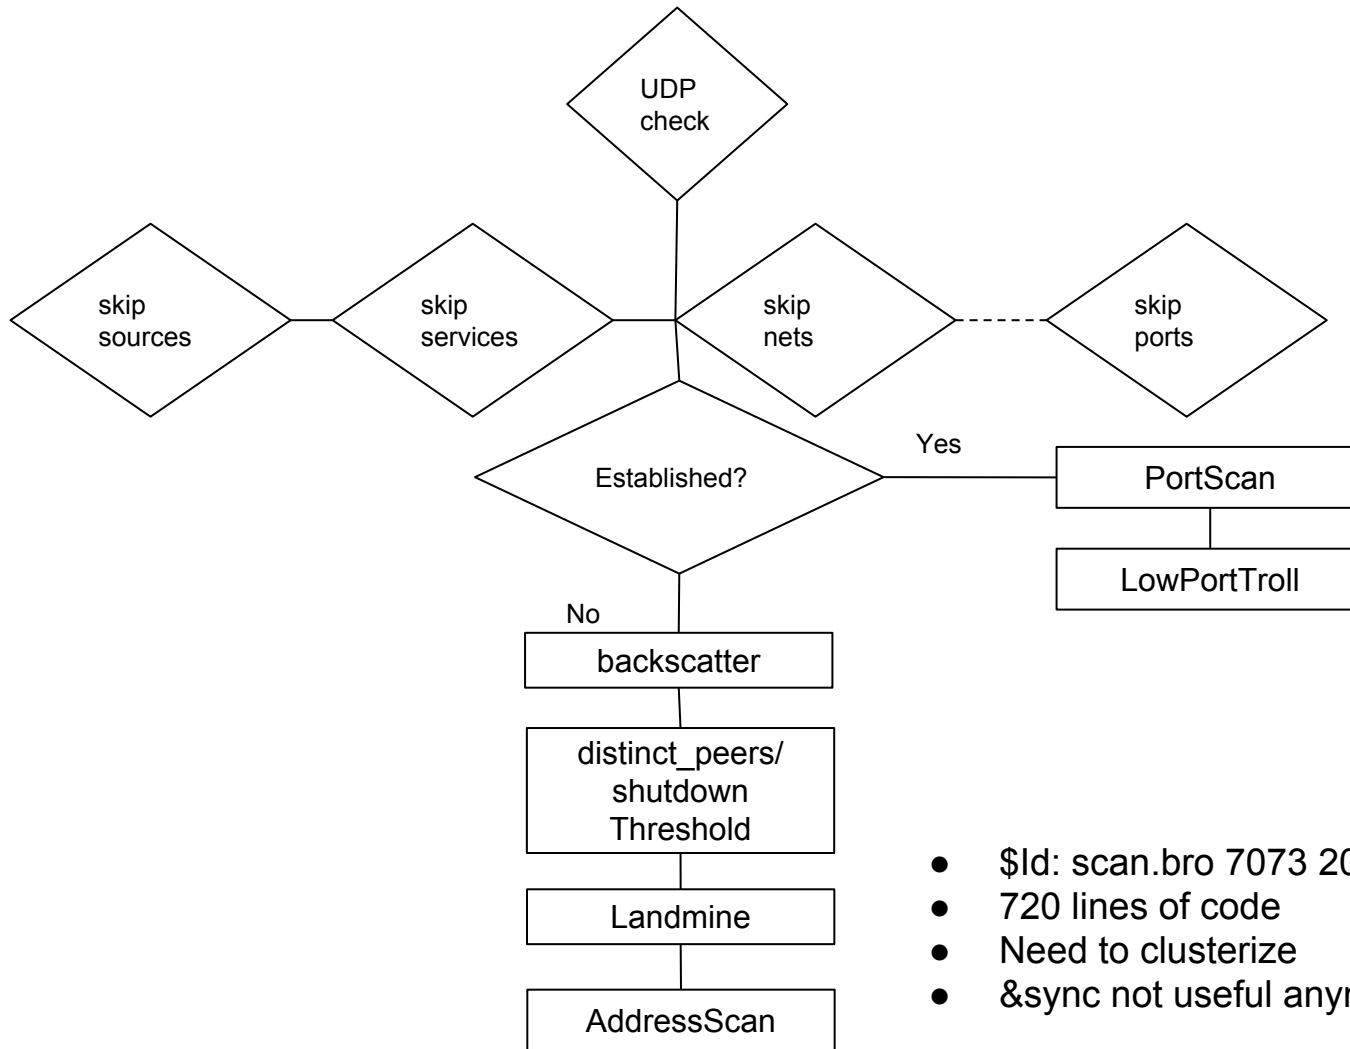 UDP
check
skip
sources
skip
services
skip
nets
skip
ports
Established?
Yes
PortScan
LowPortTroll
No
backscatter
distinct_peers/
shutdown
Threshold
Landmine
AddressScan
● $Id: scan.bro 7073 20
● 720 lines of code
● Need to clusterize
● &sync not useful